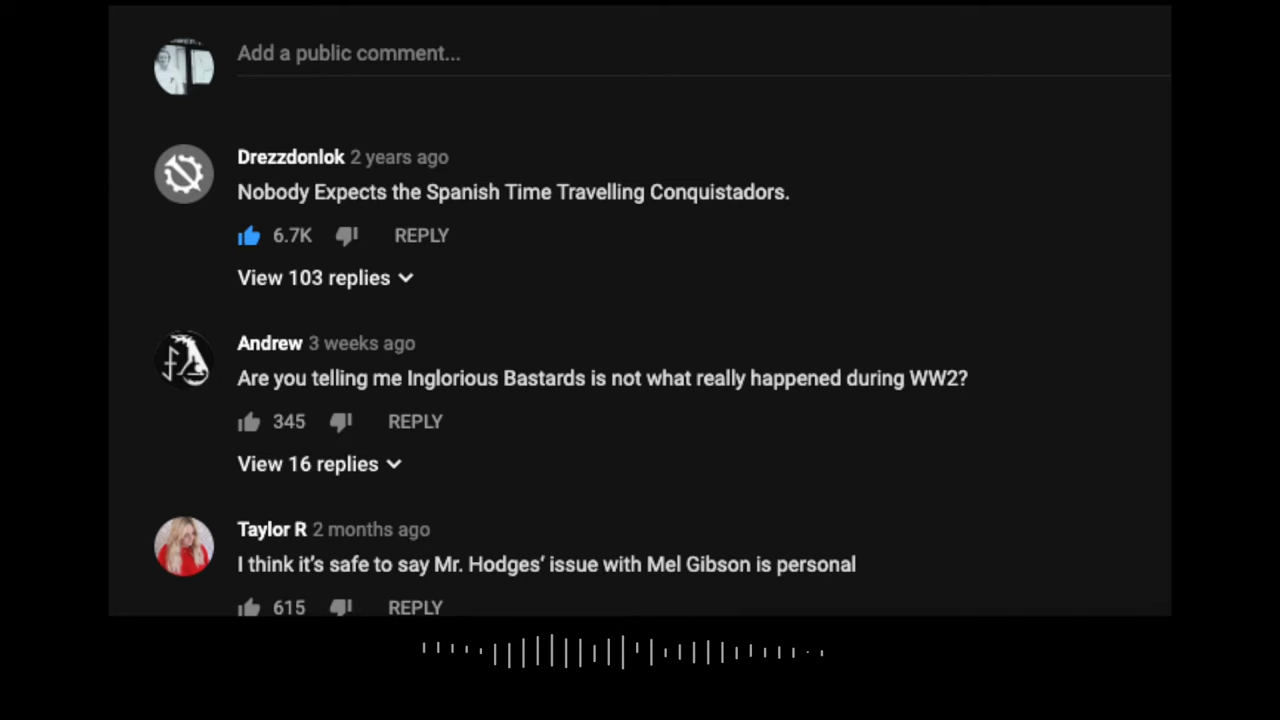 Add a public comment...
Drezzdonlok 2 years ago
Nobody Expects the Spanish Time Travelling Conquistadors.
6.7K REPLY
View 103 replies
Andrew 3 weeks ago
Are you telling me Inglorious Bastards is not what really happened during WW2?
345 REPLY
View 16 replies
Taylor R 2 months ago
I think it's safe to say Mr. Hodges' issue with Mel Gibson is personal
615 REPLY